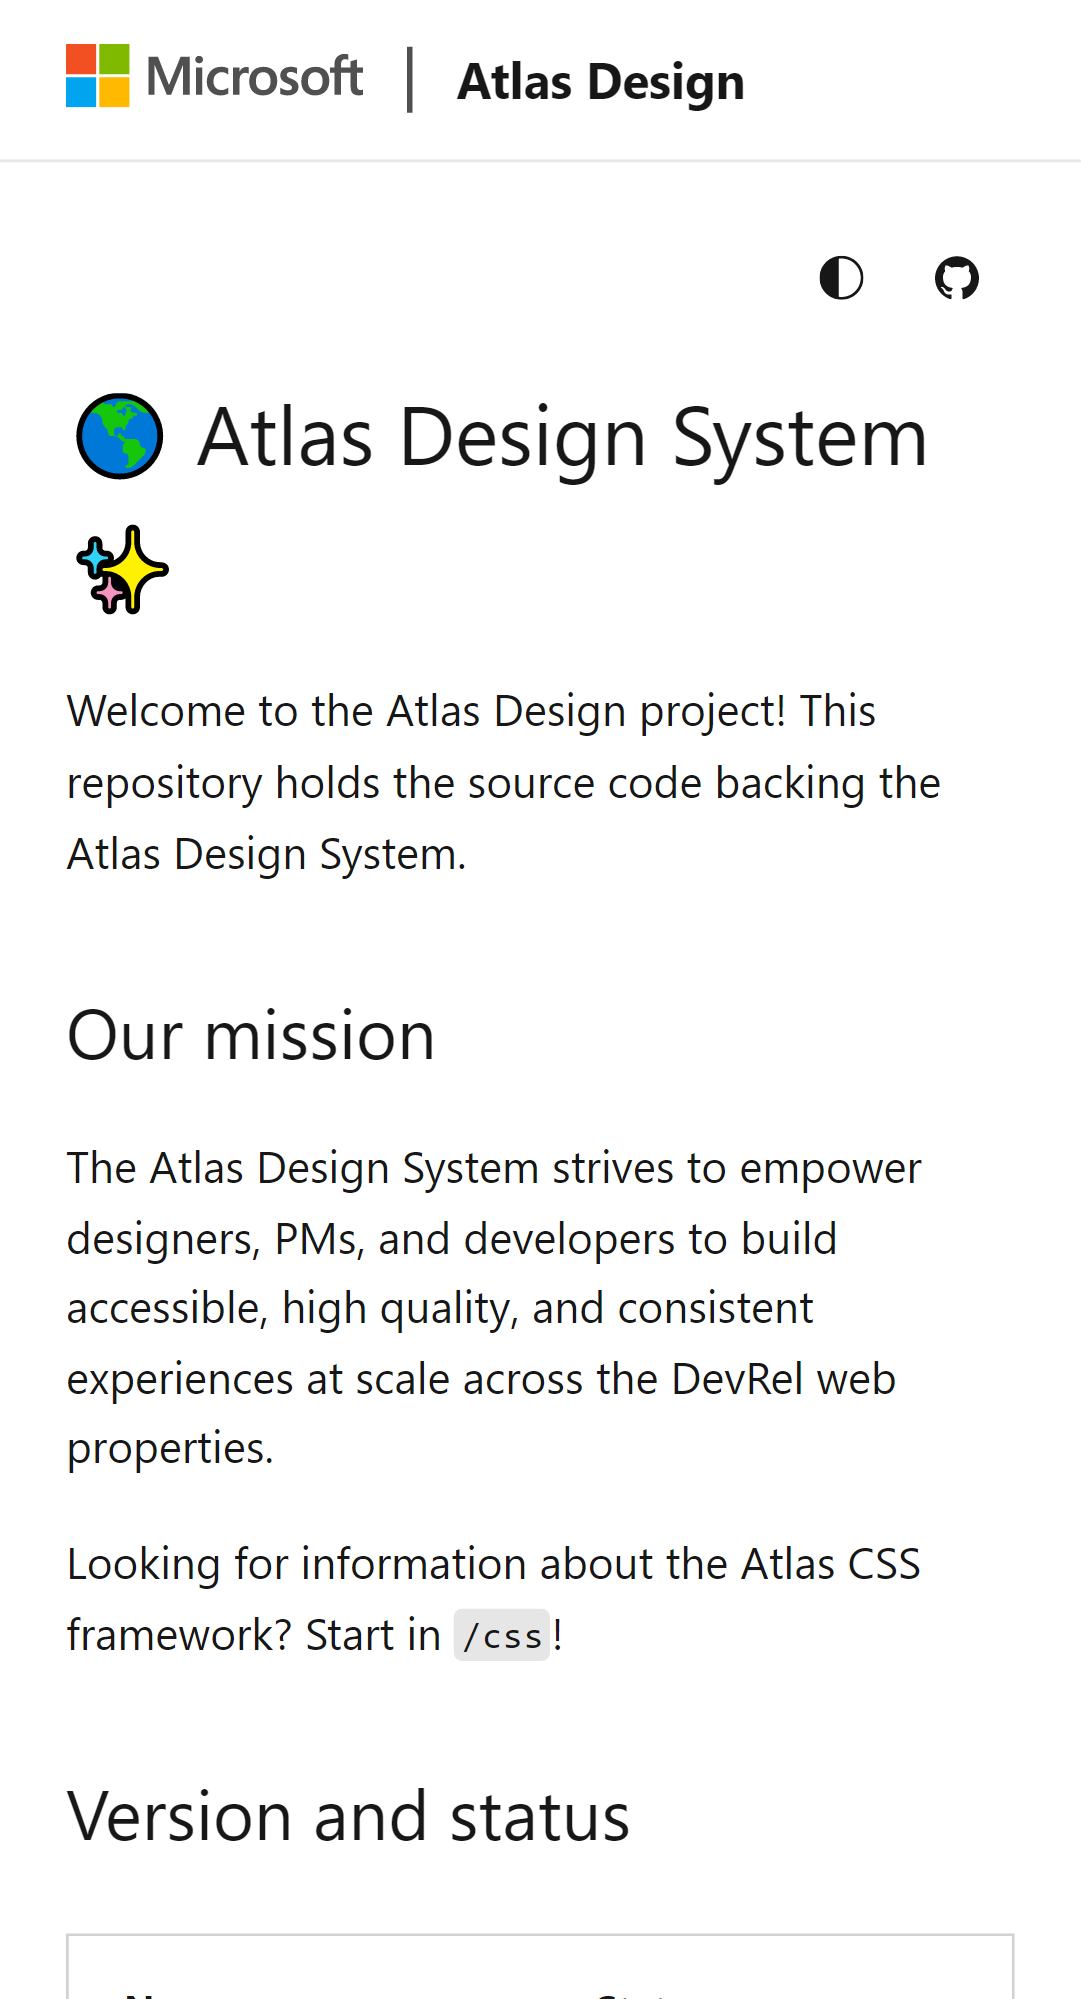 Microsoft | Atlas Design
Atlas Design System
Welcome to the Atlas Design project! This
repository holds the source code backing the
Atlas Design System.
Our mission
The Atlas Design System strives to empower
designers, PMs, and developers to build
accessible, high quality, and consistent
experiences at scale across the DevRel web
properties.
Looking for information about the Atlas CSS
framework? Start in /css!
Version and status